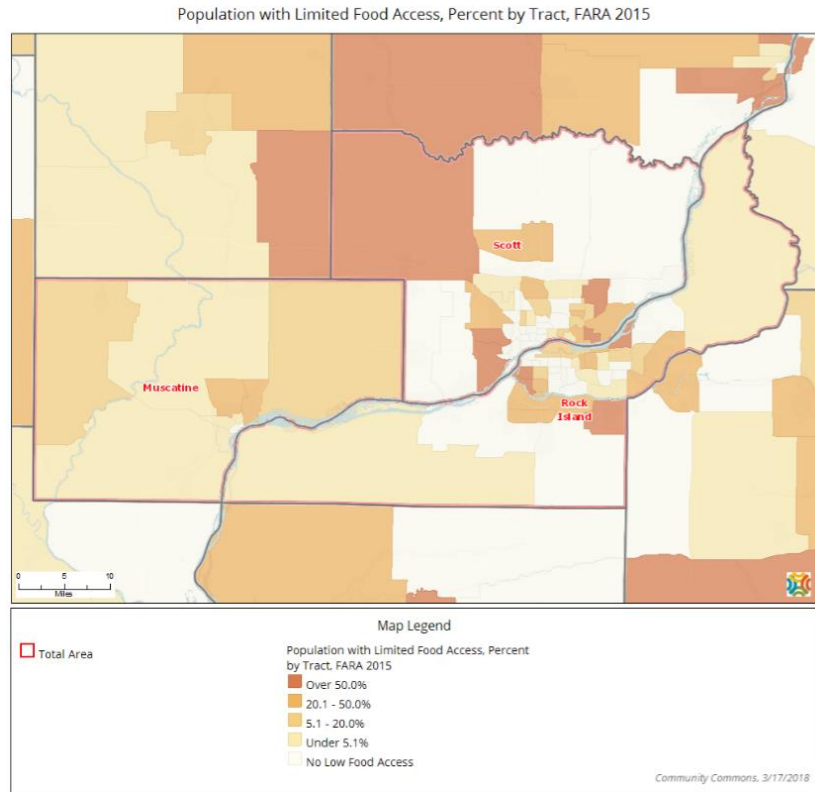 Population with Limited Food Access, Percent by Tract, FARA 2015
Scott
Muscatine
Rock
Island
0 5 10
Miles
Map Legend
Total Area
Population with Limited Food Access, Percent
by Tract, FARA 2015
Over 50.0%
20.1 - 50.0%
5.1 - 20.0%
Under 5.1%
No Low Food Access
Community Commons, 3/17/2018